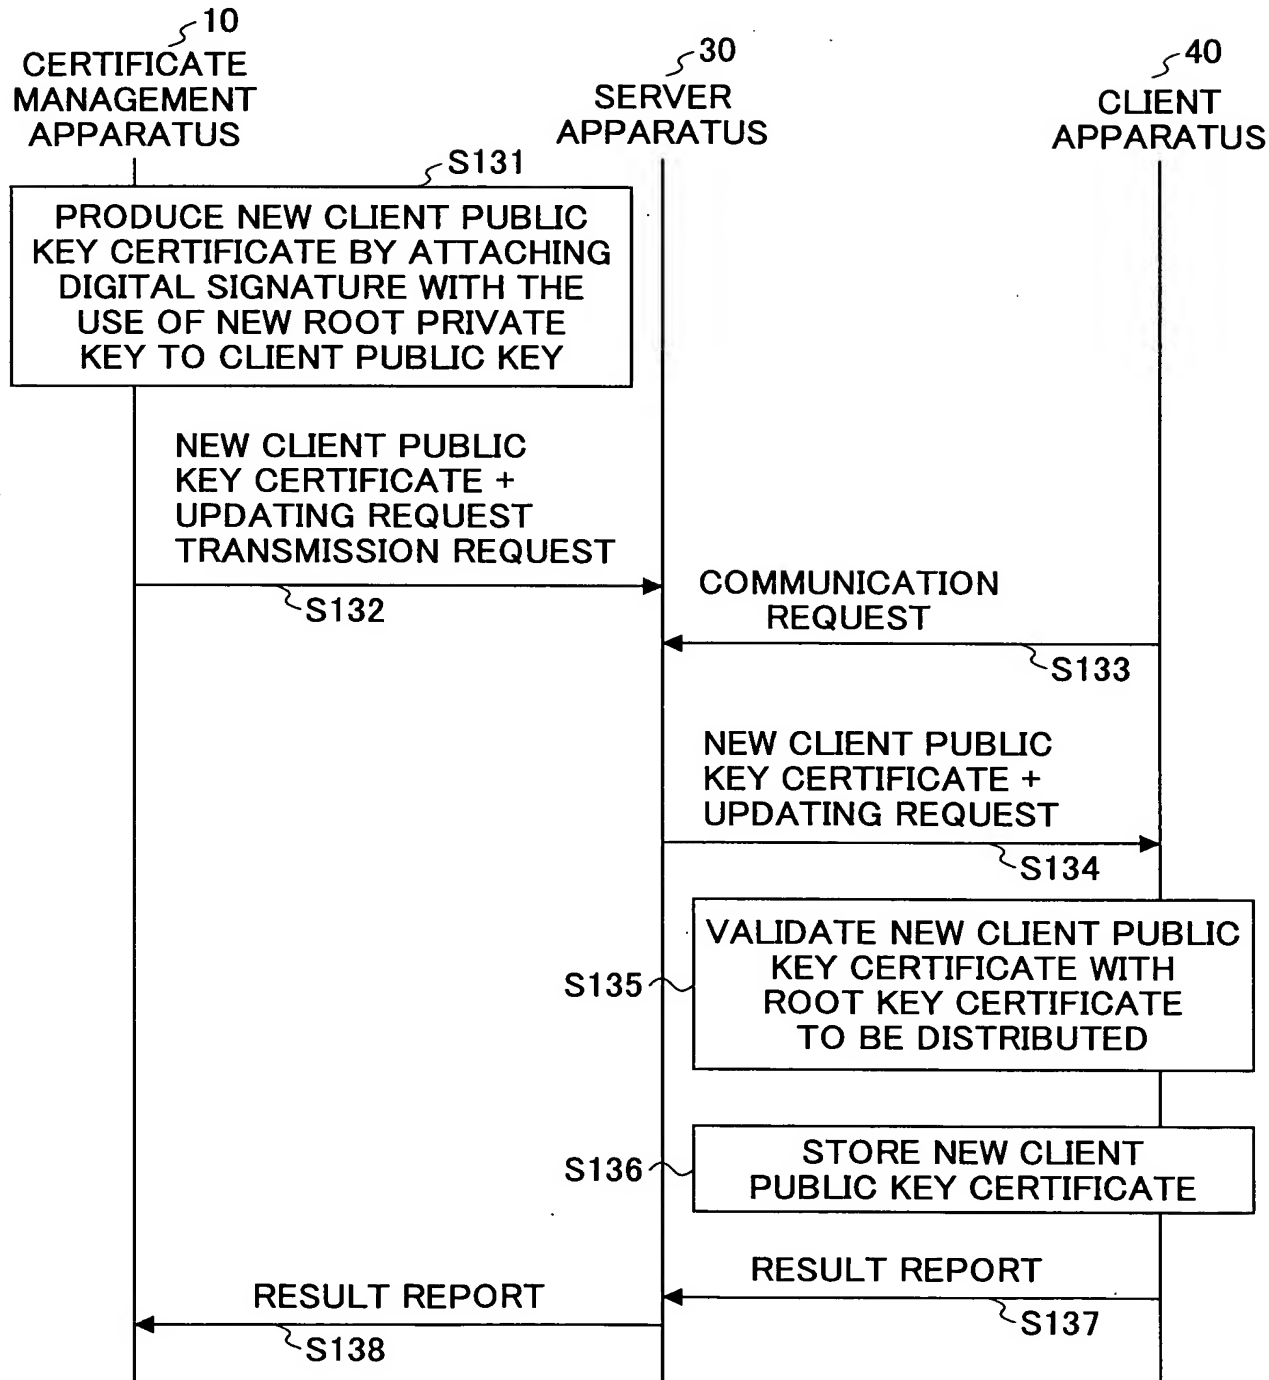 10
CERTIFICATE
MANAGEMENT
APPARATUS
30
SERVER
APPARATUS
40
CLIENT
APPARATUS
S131
PRODUCE NEW CLIENT PUBLIC
KEY CERTIFICATE BY ATTACHING
DIGITAL SIGNATURE WITH THE
USE OF NEW ROOT PRIVATE
KEY TO CLIENT PUBLIC KEY
NEW CLIENT PUBLIC
KEY CERTIFICATE +
UPDATING REQUEST
TRANSMISSION REQUEST
S132
COMMUNICATION
REQUEST
S133
NEW CLIENT PUBLIC
KEY CERTIFICATE +
UPDATING REQUEST
S134
VALIDATE NEW CLIENT PUBLIC
KEY CERTIFICATE WITH
ROOT KEY CERTIFICATE
TO BE DISTRIBUTED
S135
STORE NEW CLIENT
PUBLIC KEY CERTIFICATE
S136
RESULT REPORT
S137
RESULT REPORT
S138